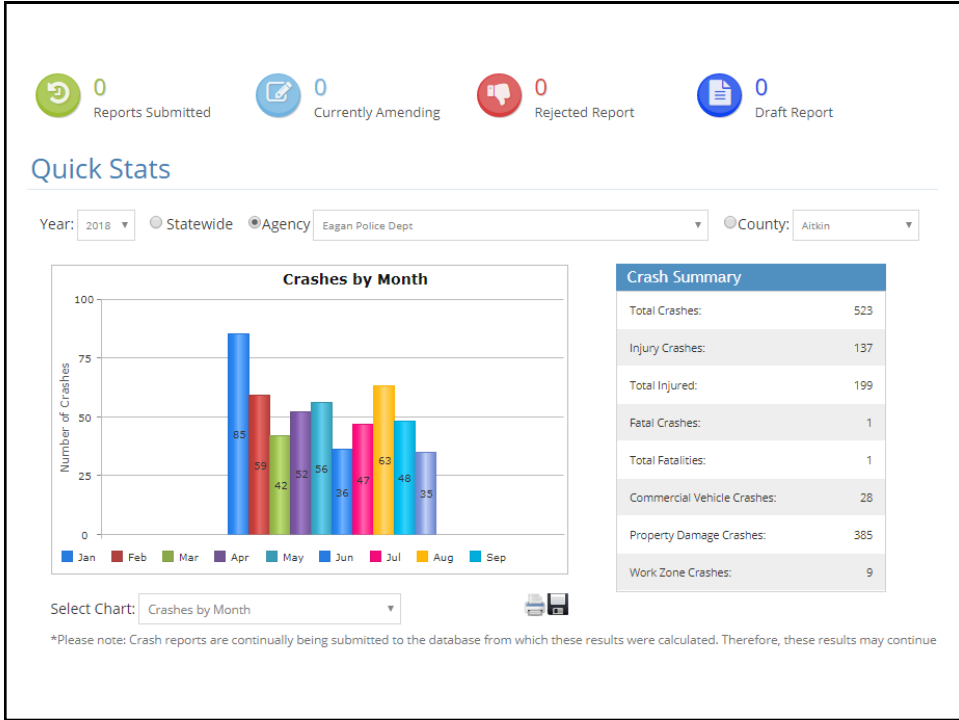 0
Reports Submitted
0
Currently Amending
0
Rejected Report
0
Draft Report
Quick Stats
Year: 2018 Statewide Agency Eagan Police Dept County: Aitkin
Crashes by Month
Number of Crashes
100
75
50
25
0
85
59
42
52
56
36
47
63
48
35
Jan Feb Mar Apr May Jun Jul Aug Sep
Crash Summary
Total Crashes: 523
Injury Crashes: 137
Total Injured: 199
Fatal Crashes: 1
Total Fatalities: 1
Commercial Vehicle Crashes: 28
Property Damage Crashes: 385
Work Zone Crashes: 9
Select Chart: Crashes by Month
*Please note: Crash reports are continually being submitted to the database from which these results were calculated. Therefore, these results may continue